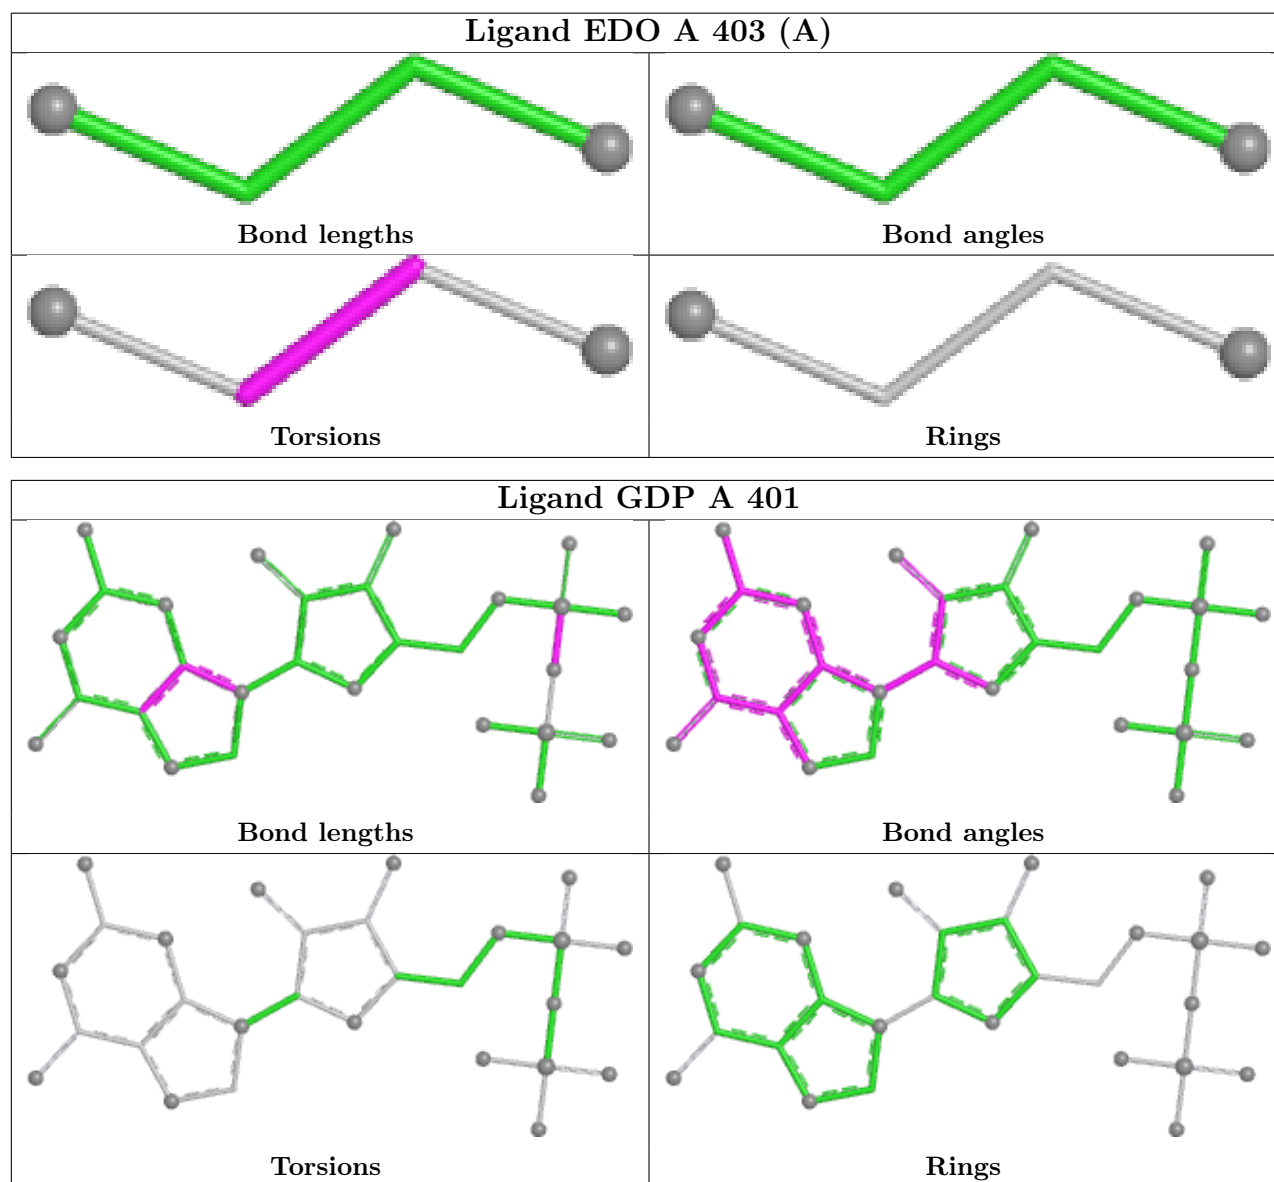 Ligand EDO A 403 (A)
Bond lengths
Bond angles
Torsions
Rings
Ligand GDP A 401
Bond lengths
Bond angles
Torsions
Rings